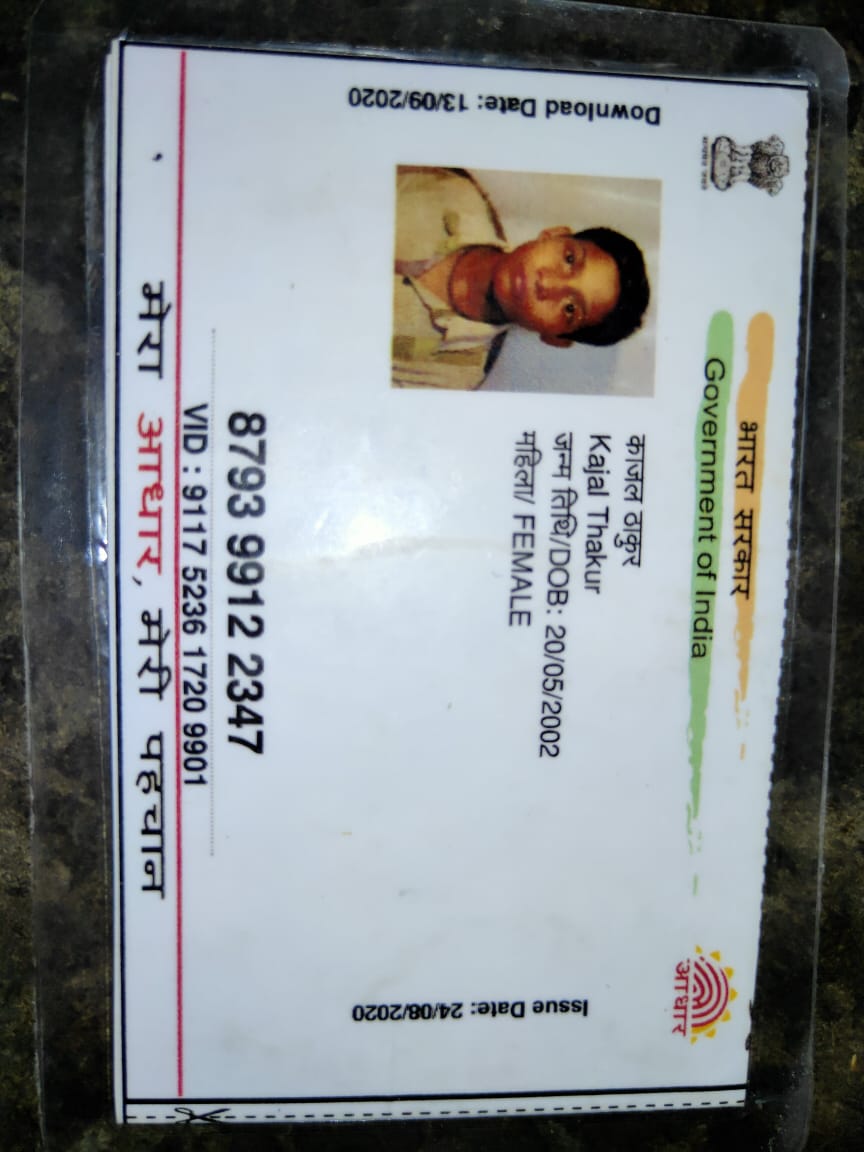 भारत सरकार
Government of India
Download Date: 13/09/2020
काजल ठाकुर
Kajal Thakur
जन्म तिथि/DOB: 20/05/2002
महिला/ FEMALE
Issue Date: 24/08/2020
आधार
8793 9912 2347
VID : 9117 5236 1720 9901
मेरा आधार, मेरी पहचान